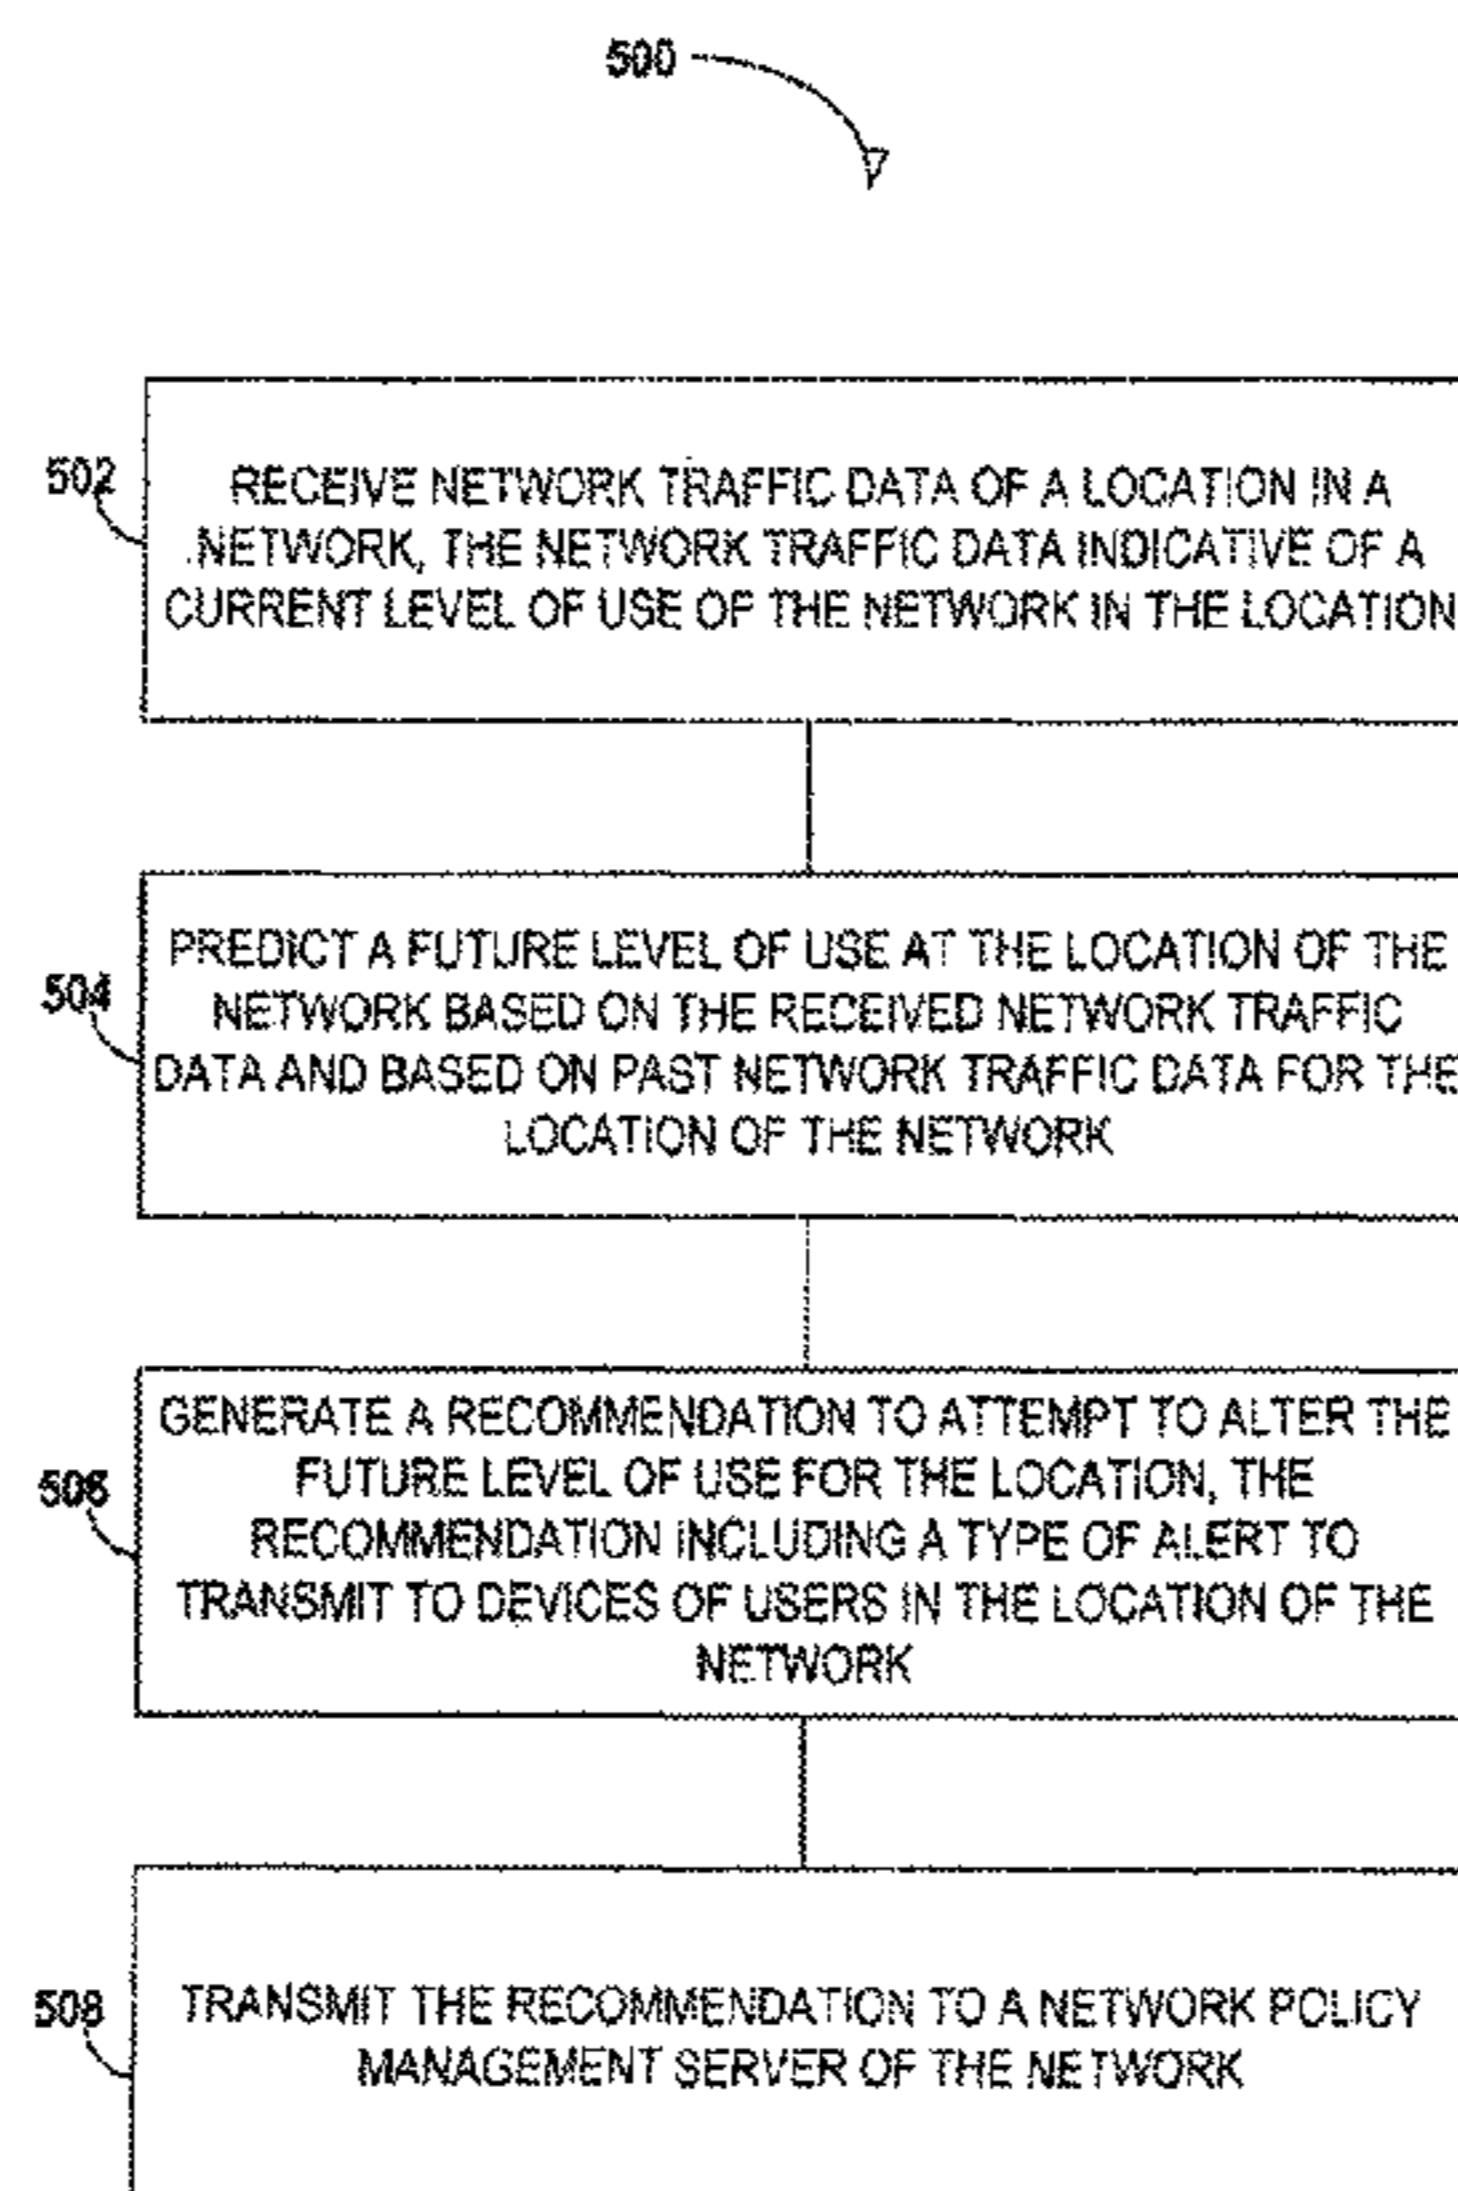 500
502
RECEIVE NETWORK TRAFFIC DATA OF A LOCATION IN A
NETWORK, THE NETWORK TRAFFIC DATA INDICATIVE OF A
CURRENT LEVEL OF USE OF THE NETWORK IN THE LOCATION
504
PREDICT A FUTURE LEVEL OF USE AT THE LOCATION OF THE
NETWORK BASED ON THE RECEIVED NETWORK TRAFFIC
DATA AND BASED ON PAST NETWORK TRAFFIC DATA FOR THE
LOCATION OF THE NETWORK
506
GENERATE A RECOMMENDATION TO ATTEMPT TO ALTER THE
FUTURE LEVEL OF USE FOR THE LOCATION, THE
RECOMMENDATION INCLUDING A TYPE OF ALERT TO
TRANSMIT TO DEVICES OF USERS IN THE LOCATION OF THE
NETWORK
508
TRANSMIT THE RECOMMENDATION TO A NETWORK POLICY
MANAGEMENT SERVER OF THE NETWORK